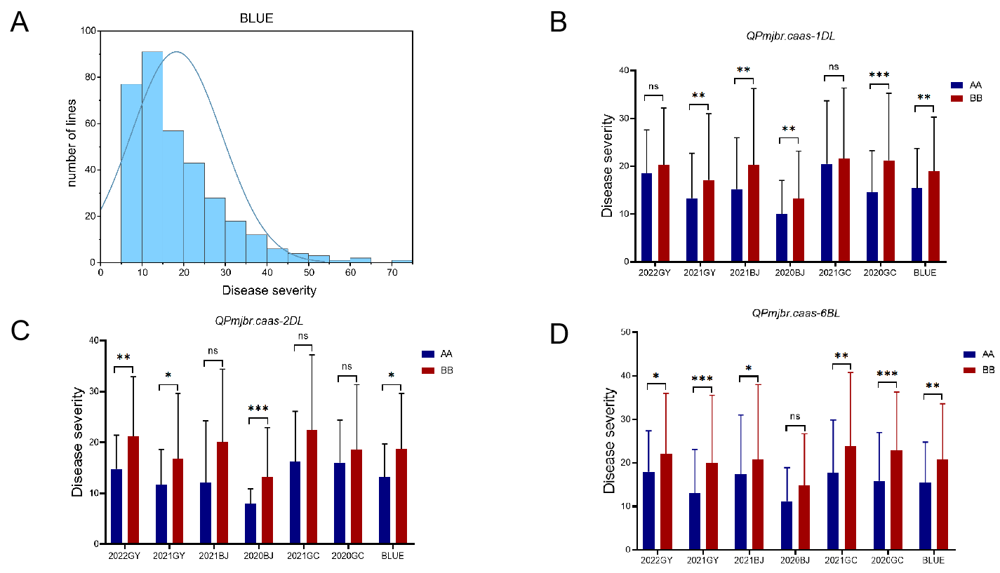 A
BLUE
100
80
60
40
20
0
number of lines
0 10 20 30 40 50 60 70
Disease severity
B
QPmjbr.caas-1DL
40
30
20
10
0
Disease severity
ns ** ** ** ns *** **
AA
BB
2022GY 2021GY 2021BJ 2020BJ 2021GC 2020GC BLUE
C
QPmjbr.caas-2DL
40
30
20
10
0
Disease severity
** * ns *** ns ns *
AA
BB
2022GY 2021GY 2021BJ 2020BJ 2021GC 2020GC BLUE
D
QPmjbr.caas-6BL
50
40
30
20
10
0
Disease severity
* *** * ns ** *** **
AA
BB
2022GY 2021GY 2021BJ 2020BJ 2021GC 2020GC BLUE